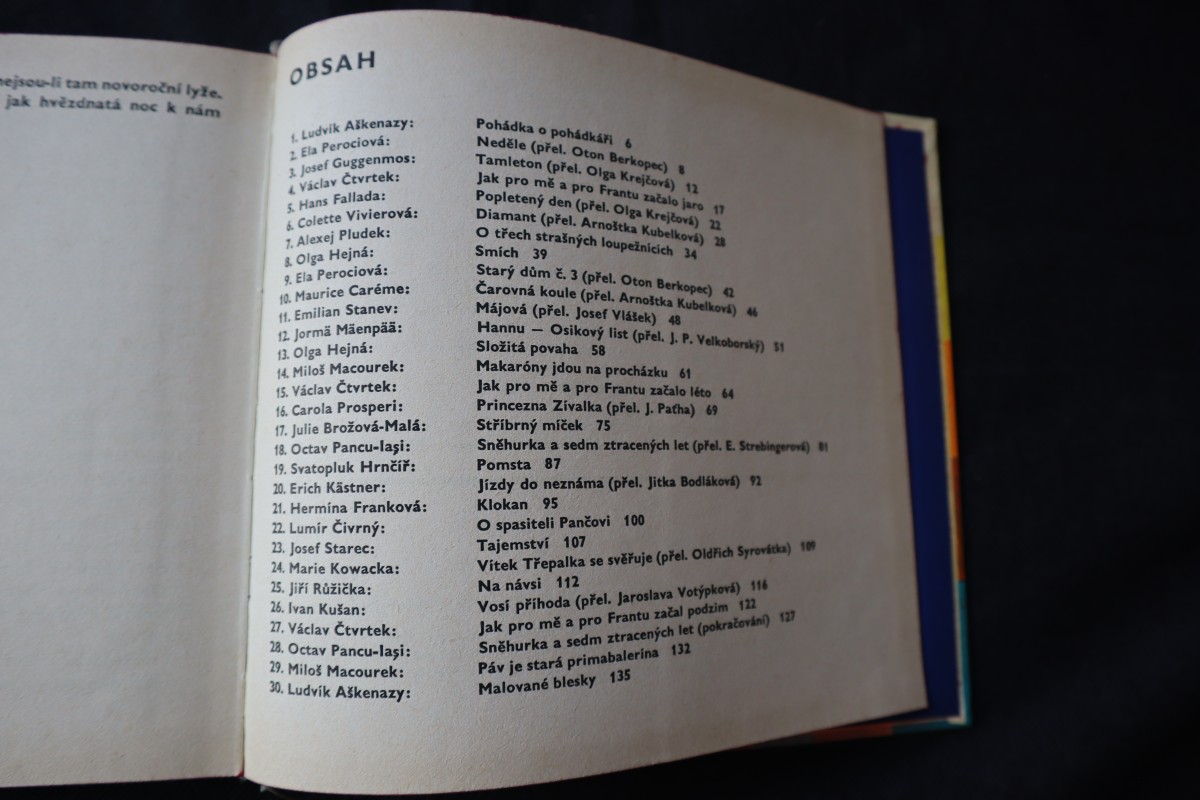 nejsou-li tam novoroční lyže.
jak hvězdnatá noc k nám
OBSAH
1. Ludvík Aškenazy: Pohádka o pohádkáři 6
2. Ela Perociová: Neděle (přel. Oton Berkopec) 8
3. Josef Guggenmos: Tamleton (přel. Olga Krejčová) 12
4. Václav Čtvrtek: Jak pro mě a pro Frantu začalo jaro 17
5. Hans Fallada: Popletený den (přel. Olga Krejčová) 22
6. Colette Vivierová: Diamant (přel. Arnoštka Kubelková) 28
7. Alexej Pludek: O třech strašných loupežnících 34
8. Olga Hejná: Smích 39
9. Ela Perociová: Starý dům č. 3 (přel. Oton Berkopec) 42
10. Maurice Caréme: Čarovná koule (přel. Arnoštka Kubelková) 46
11. Emilian Stanev: Májová (přel. Josef Vlášek) 48
12. Jormä Mäenpää: Hannu — Osikový list (přel. J. P. Velkoborský) 51
13. Olga Hejná: Složitá povaha 58
14. Miloš Macourek: Makaróny jdou na procházku 61
15. Václav Čtvrtek: Jak pro mě a pro Frantu začalo léto 64
16. Carola Prosperi: Princezna Zívalka (přel. J. Paťha) 69
17. Julie Brožová-Malá: Stříbrný míček 75
18. Octav Pancu-Iași: Sněhurka a sedm ztracených let (přel. E. Strebingerová) 81
19. Svatopluk Hrnčíř: Pomsta 87
20. Erich Kästner: Jízdy do neznáma (přel. Jitka Bodláková) 92
21. Hermína Franková: Klokan 95
22. Lumír Čivrný: O spasiteli Pančovi 100
23. Josef Starec: Tajemství 107
24. Marie Kowacka: Vítek Třepalka se svěřuje (přel. Oldřich Syrovátka) 109
25. Jiří Růžička: Na návsi 112
26. Ivan Kušan: Vosí příhoda (přel. Jaroslava Votýpková) 116
27. Václav Čtvrtek: Jak pro mě a pro Frantu začal podzim 122
28. Octav Pancu-Iași: Sněhurka a sedm ztracených let (pokračování) 127
29. Miloš Macourek: Páv je stará primabalerína 132
30. Ludvík Aškenazy: Malované blesky 135